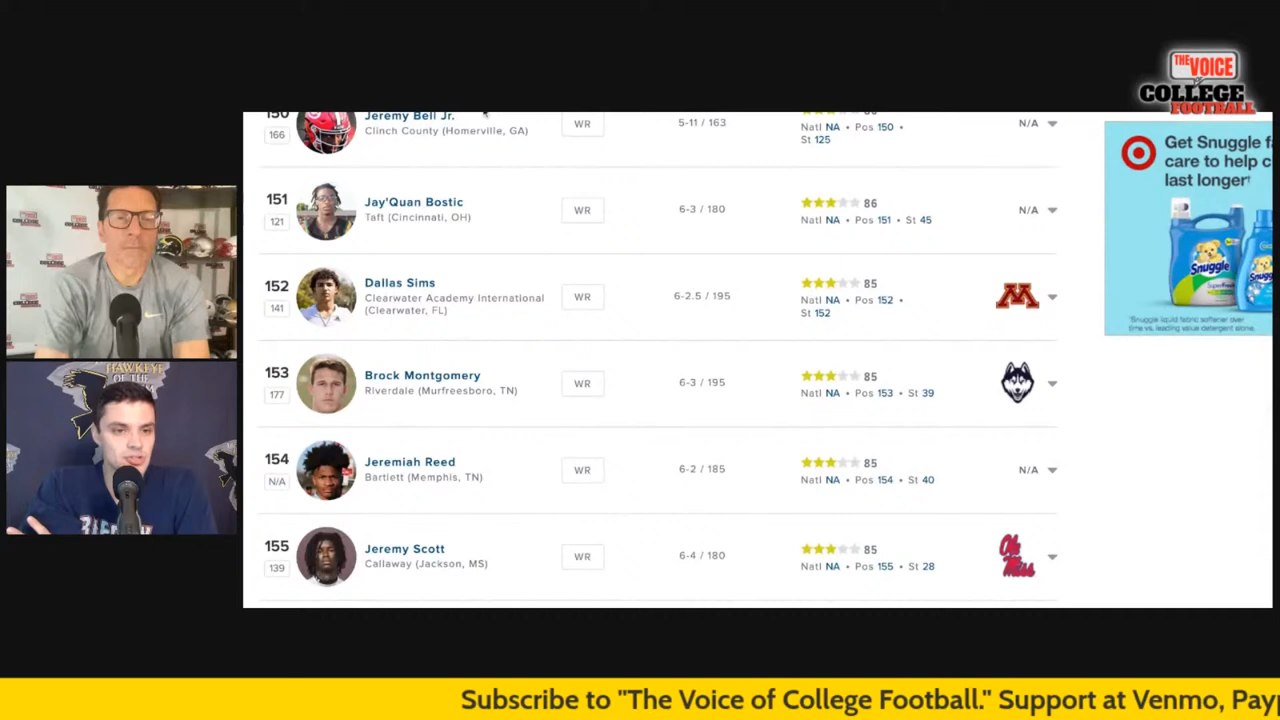 THE VOICE
OF
COLLEGE
FOOTBALL
Jeremy Bell Jr.
166
Clinch County (Homerville, GA)
WR
5-11 / 163
Natl NA • Pos 150 •
St 125
N/A
151
121
Jay'Quan Bostic
Taft (Cincinnati, OH)
WR
6-3 / 180
86
Natl NA • Pos 151 • St 45
N/A
152
141
Dallas Sims
Clearwater Academy International
(Clearwater, FL)
WR
6-2.5 / 195
85
Natl NA • Pos 152 •
St 152
M
153
177
Brock Montgomery
Riverdale (Murfreesboro, TN)
WR
6-3 / 195
85
Natl NA • Pos 153 • St 39
154
N/A
Jeremiah Reed
Bartlett (Memphis, TN)
WR
6-2 / 185
85
Natl NA • Pos 154 • St 40
N/A
155
139
Jeremy Scott
Callaway (Jackson, MS)
WR
6-4 / 180
85
Natl NA • Pos 155 • St 28
Ole
Miss
Get Snuggle f
care to help c
last longer†
Snuggle
HAWKEYE
Subscribe to "The Voice of College Football." Support at Venmo, Payp